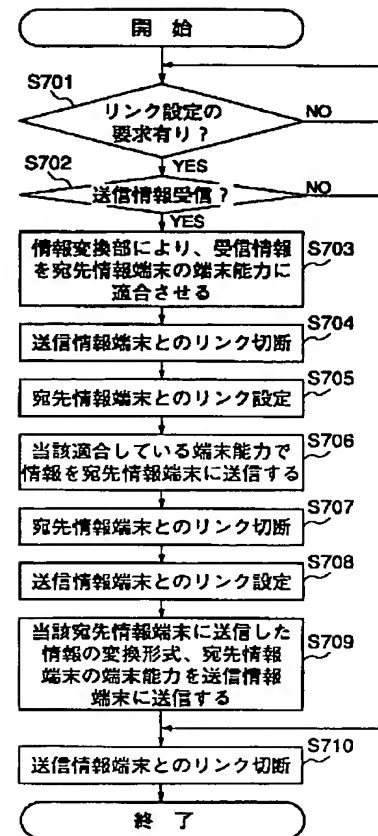 開 始
S701
リンク設定の
要求有り?
NO
YES
S702
送信情報受信?
NO
YES
情報変換部により、受信情報
を宛先情報端末の端末能力に
適合させる
S703
送信情報端末とのリンク切断
S704
宛先情報端末とのリンク設定
S705
当該適合している端末能力で
情報を宛先情報端末に送信する
S706
宛先情報端末とのリンク切断
S707
送信情報端末とのリンク設定
S708
当該宛先情報端末に送信した
情報の変換形式、宛先情報
端末の端末能力を送信情報
端末に送信する
S709
送信情報端末とのリンク切断
S710
終 了